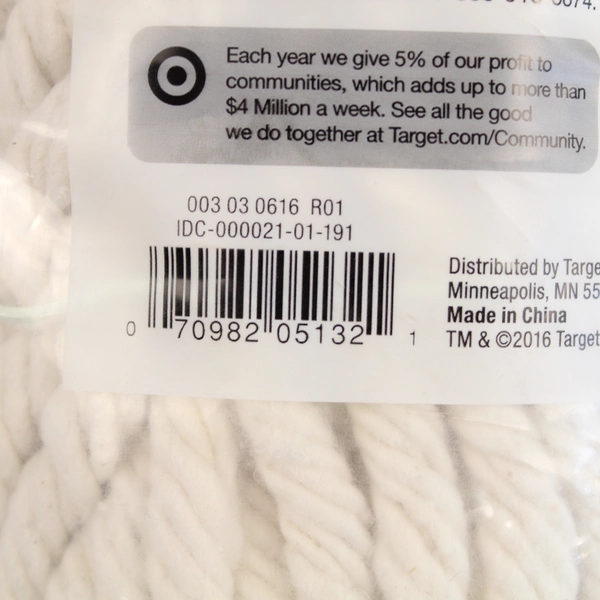 Each year we give 5% of our profit to
communities, which adds up to more than
$4 Million a week. See all the good
we do together at Target.com/Community.
003 03 0616 R01
IDC-000021-01-191
0 70982 05132 1
Distributed by Targe
Minneapolis, MN 55
Made in China
TM & ©2016 Target